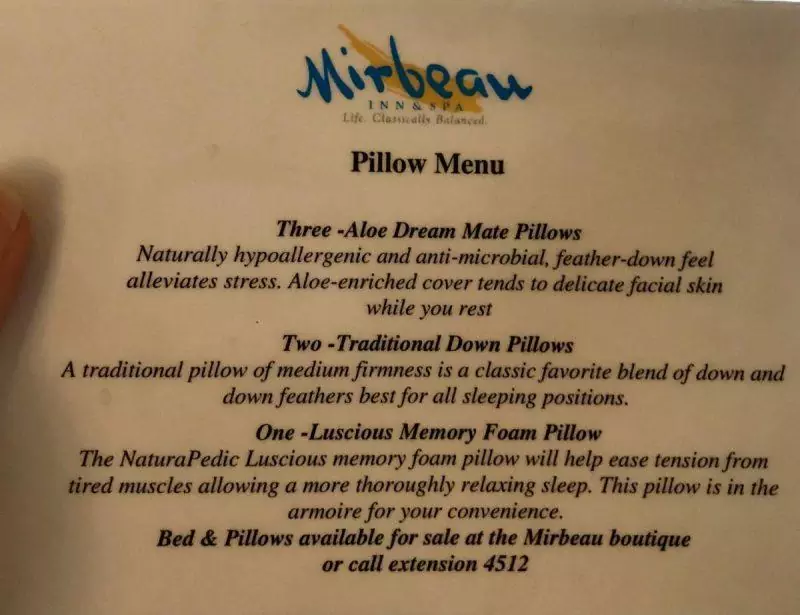 Mirbeau
INN & SPA
Life. Classically Balanced.
Pillow Menu
Three -Aloe Dream Mate Pillows
Naturally hypoallergenic and anti-microbial, feather-down feel
alleviates stress. Aloe-enriched cover tends to delicate facial skin
while you rest
Two -Traditional Down Pillows
A traditional pillow of medium firmness is a classic favorite blend of down and
down feathers best for all sleeping positions.
One -Luscious Memory Foam Pillow
The NaturaPedic Luscious memory foam pillow will help ease tension from
tired muscles allowing a more thoroughly relaxing sleep. This pillow is in the
armoire for your convenience.
Bed & Pillows available for sale at the Mirbeau boutique
or call extension 4512